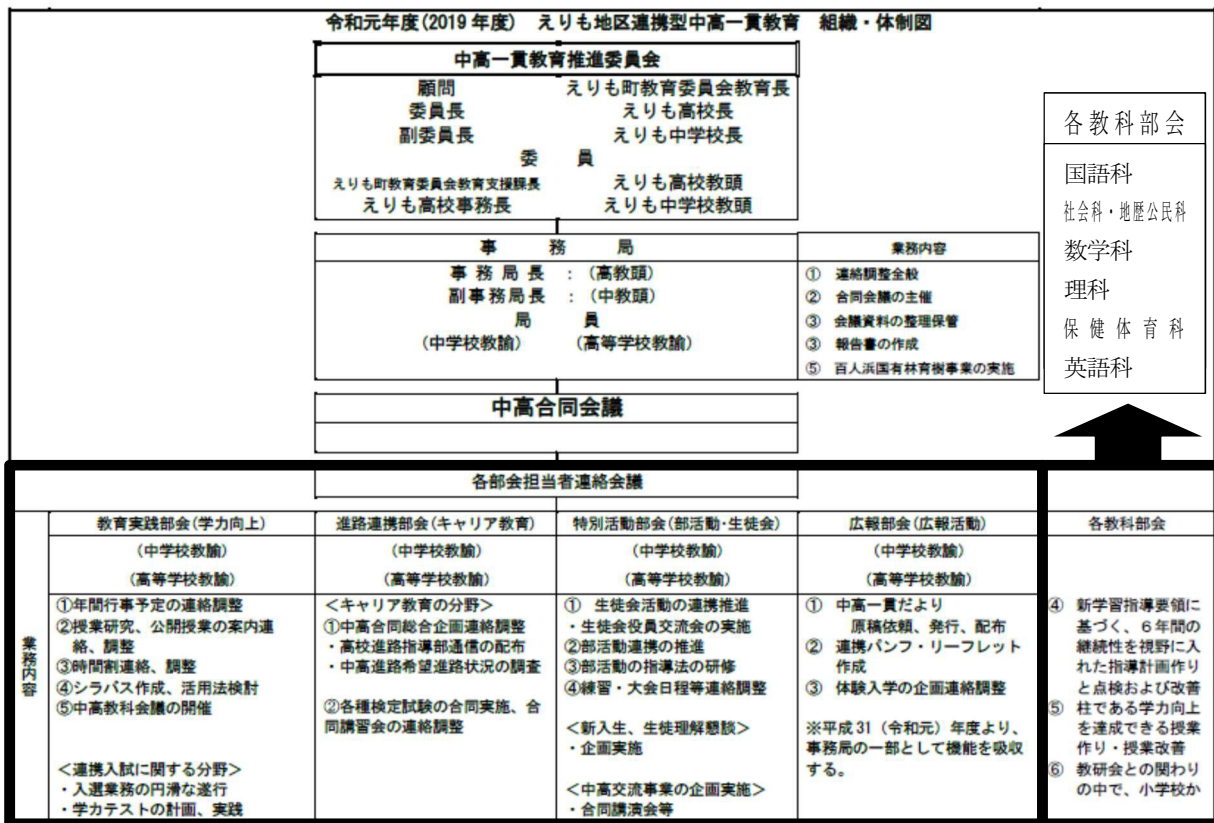 令和元年度(2019年度) えりも地区連携型中高一貫教育 組織・体制図
中高一貫教育推進委員会
顧問 えりも町教育委員会教育長
委員長 えりも高校長
副委員長 えりも中学校長
委 員
えりも町教育委員会教育支援課長 えりも高校教頭
えりも高校事務長 えりも中学校教頭
事 務 局
事務局長 : (高教頭)
副事務局長 : (中教頭)
局 員
(中学校教諭) (高等学校教諭)
業務内容
① 連絡調整全般
② 合同会議の主催
③ 会議資料の整理保管
③ 報告書の作成
⑤ 百人浜国有林育樹事業の実施
各教科部会
国語科
社会科・地歴公民科
数学科
理科
保健体育科
英語科
中高合同会議
各部会担当者連絡会議
業務内容
教育実践部会(学力向上)
(中学校教諭)
(高等学校教諭)
①年間行事予定の連絡調整
②授業研究、公開授業の案内連
絡、調整
③時間割連絡、調整
④シラバス作成、活用法検討
⑤中高教科会議の開催
<連携入試に関する分野>
・入選業務の円滑な遂行
・学力テストの計画、実践
進路連携部会(キャリア教育)
(中学校教諭)
(高等学校教諭)
<キャリア教育の分野>
①中高合同総合企画連絡調整
・高校進路指導部通信の配布
・中高進路希望進路状況の調査
②各種検定試験の合同実施、合
同講習会の連絡調整
特別活動部会(部活動・生徒会)
(中学校教諭)
(高等学校教諭)
① 生徒会活動の連携推進
・生徒会役員交流会の実施
②部活動連携の推進
③部活動の指導法の研修
④練習・大会日程等連絡調整
<新入生、生徒理解懇談>
・企画実施
<中高交流事業の企画実施>
・合同講演会等
広報部会(広報活動)
(中学校教諭)
(高等学校教諭)
① 中高一貫だより
原稿依頼、発行、配布
② 連携パンフ・リーフレット
作成
③ 体験入学の企画連絡調整
※平成31(令和元)年度より、
事務局の一部として機能を吸収
する。
各教科部会
④ 新学習指導要領に
基づく、6年間の
継続性を視野に入
れた指導計画作り
と点検および改善
⑤ 柱である学力向上
を達成できる授業
作り・授業改善
⑥ 教研会との関わり
の中で、小学校か